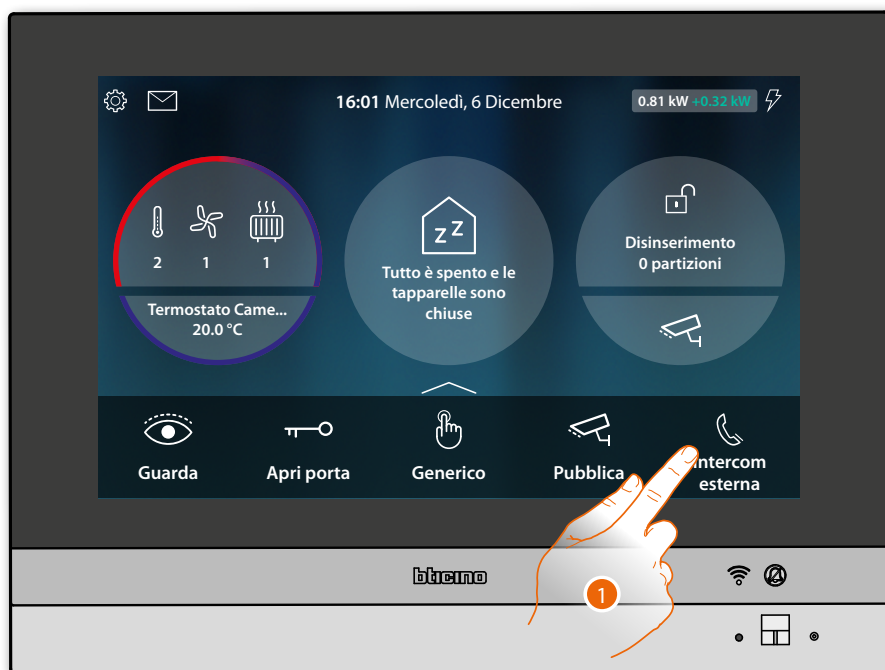 16:01 Mercoledì, 6 Dicembre
0.81 kW +0.32 kW
2 1 1
Termostato Came...
20.0 °C
z Z
Tutto è spento e le
tapparelle sono
chiuse
Disinserimento
0 partizioni
Guarda
Apri porta
Generico
Pubblica
Intercom
esterna
bticino
1